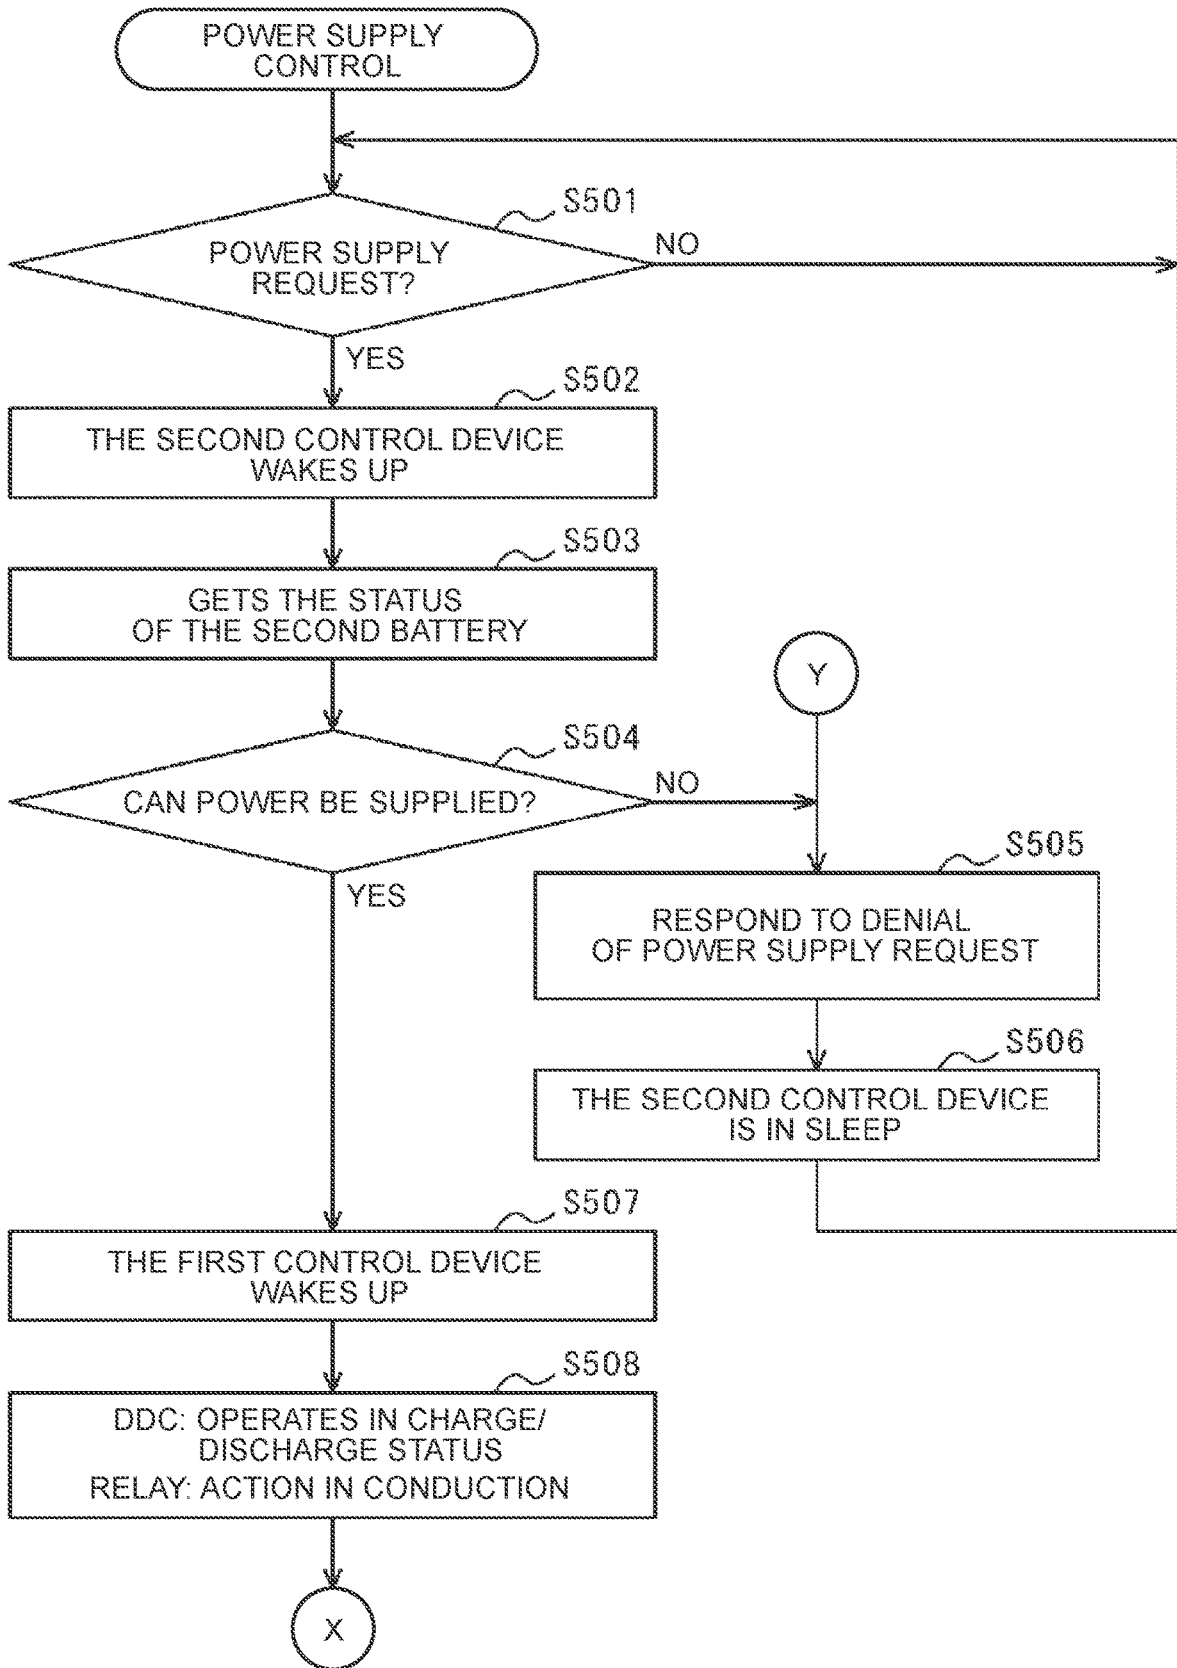 POWER SUPPLY
CONTROL
S501
POWER SUPPLY
REQUEST?
NO
YES
S502
THE SECOND CONTROL DEVICE
WAKES UP
S503
GETS THE STATUS
OF THE SECOND BATTERY
Y
S504
CAN POWER BE SUPPLIED?
NO
YES
S505
RESPOND TO DENIAL
OF POWER SUPPLY REQUEST
S506
THE SECOND CONTROL DEVICE
IS IN SLEEP
S507
THE FIRST CONTROL DEVICE
WAKES UP
S508
DDC: OPERATES IN CHARGE/
DISCHARGE STATUS
RELAY: ACTION IN CONDUCTION
X